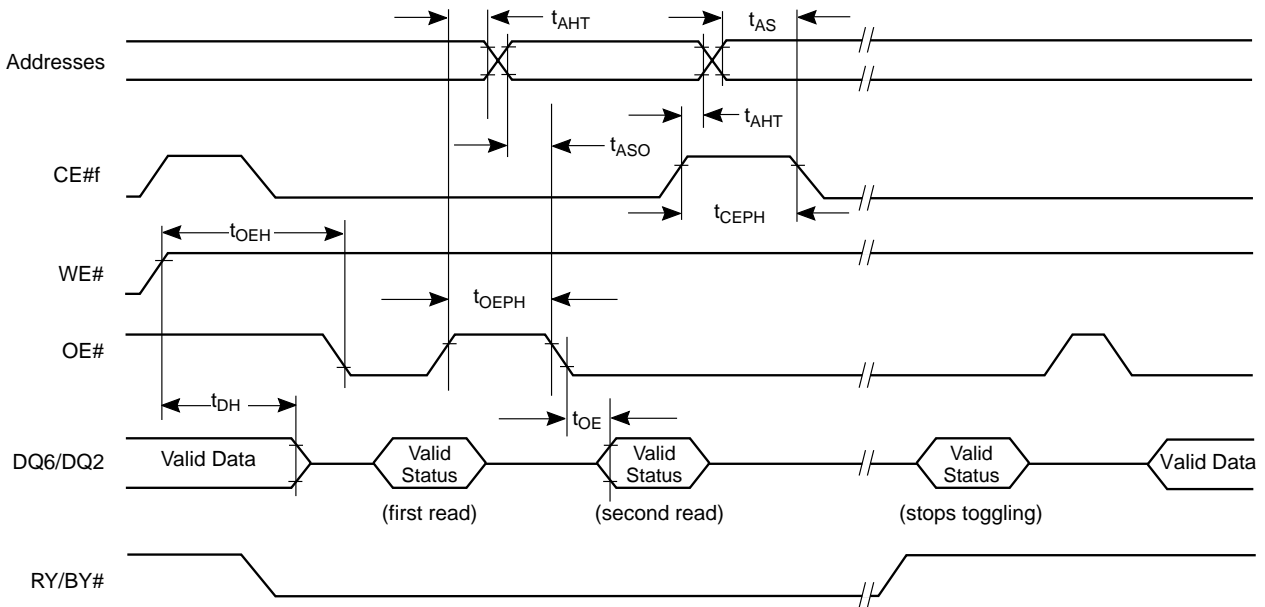 tAHT
tAS
Addresses
tAHT
tASO
CE#f
tCEPH
tOEH
WE#
tOEPH
OE#
tDH
tOE
DQ6/DQ2
Valid Data
Valid
Status
Valid
Status
Valid
Status
Valid Data
(first read)
(second read)
(stops toggling)
RY/BY#